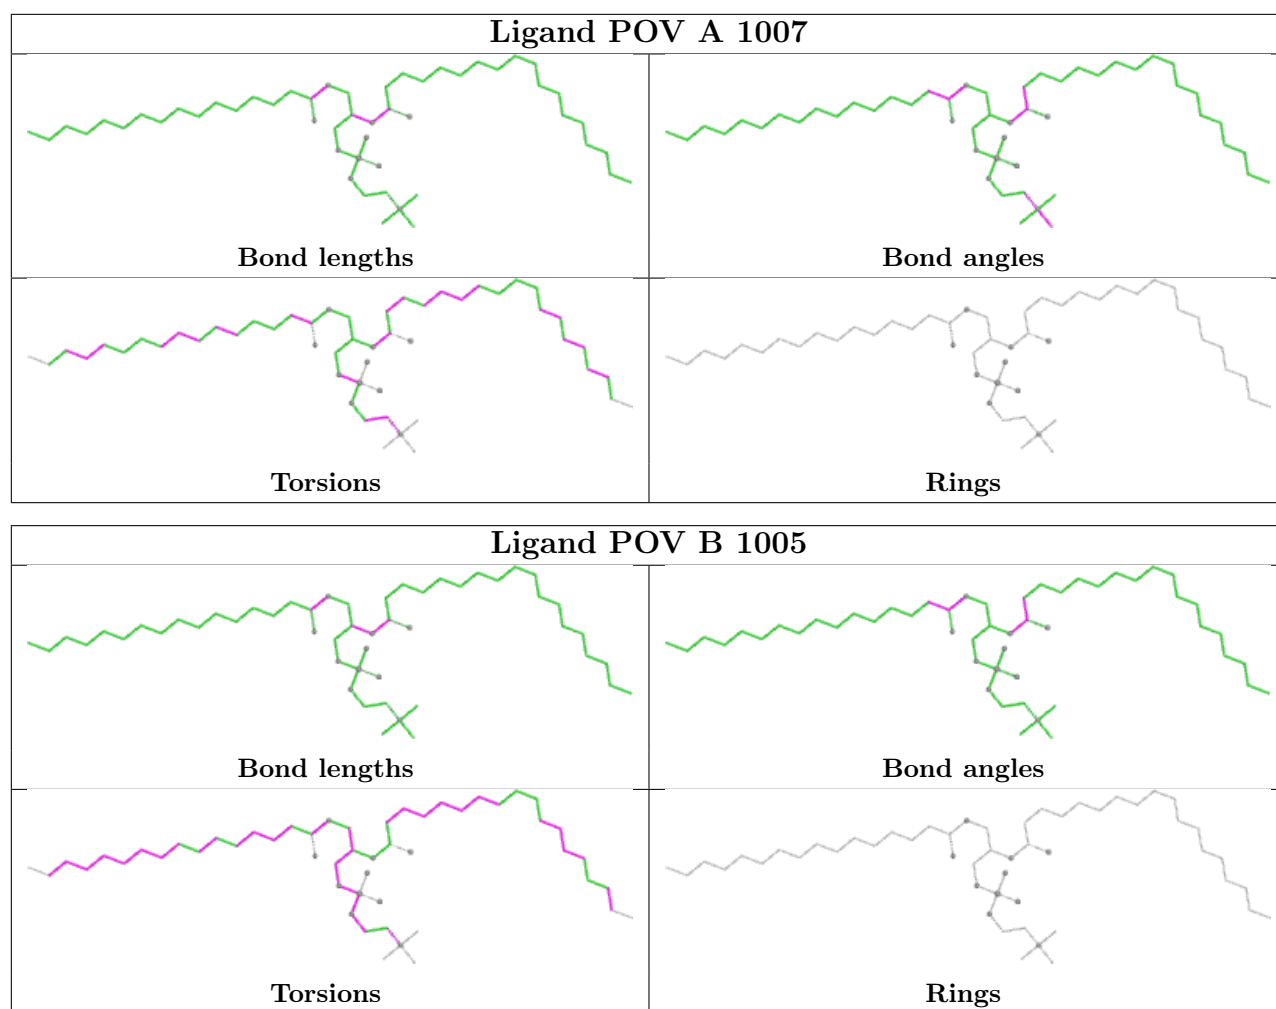 Ligand POV A 1007
Bond lengths
Bond angles
Torsions
Rings
Ligand POV B 1005
Bond lengths
Bond angles
Torsions
Rings